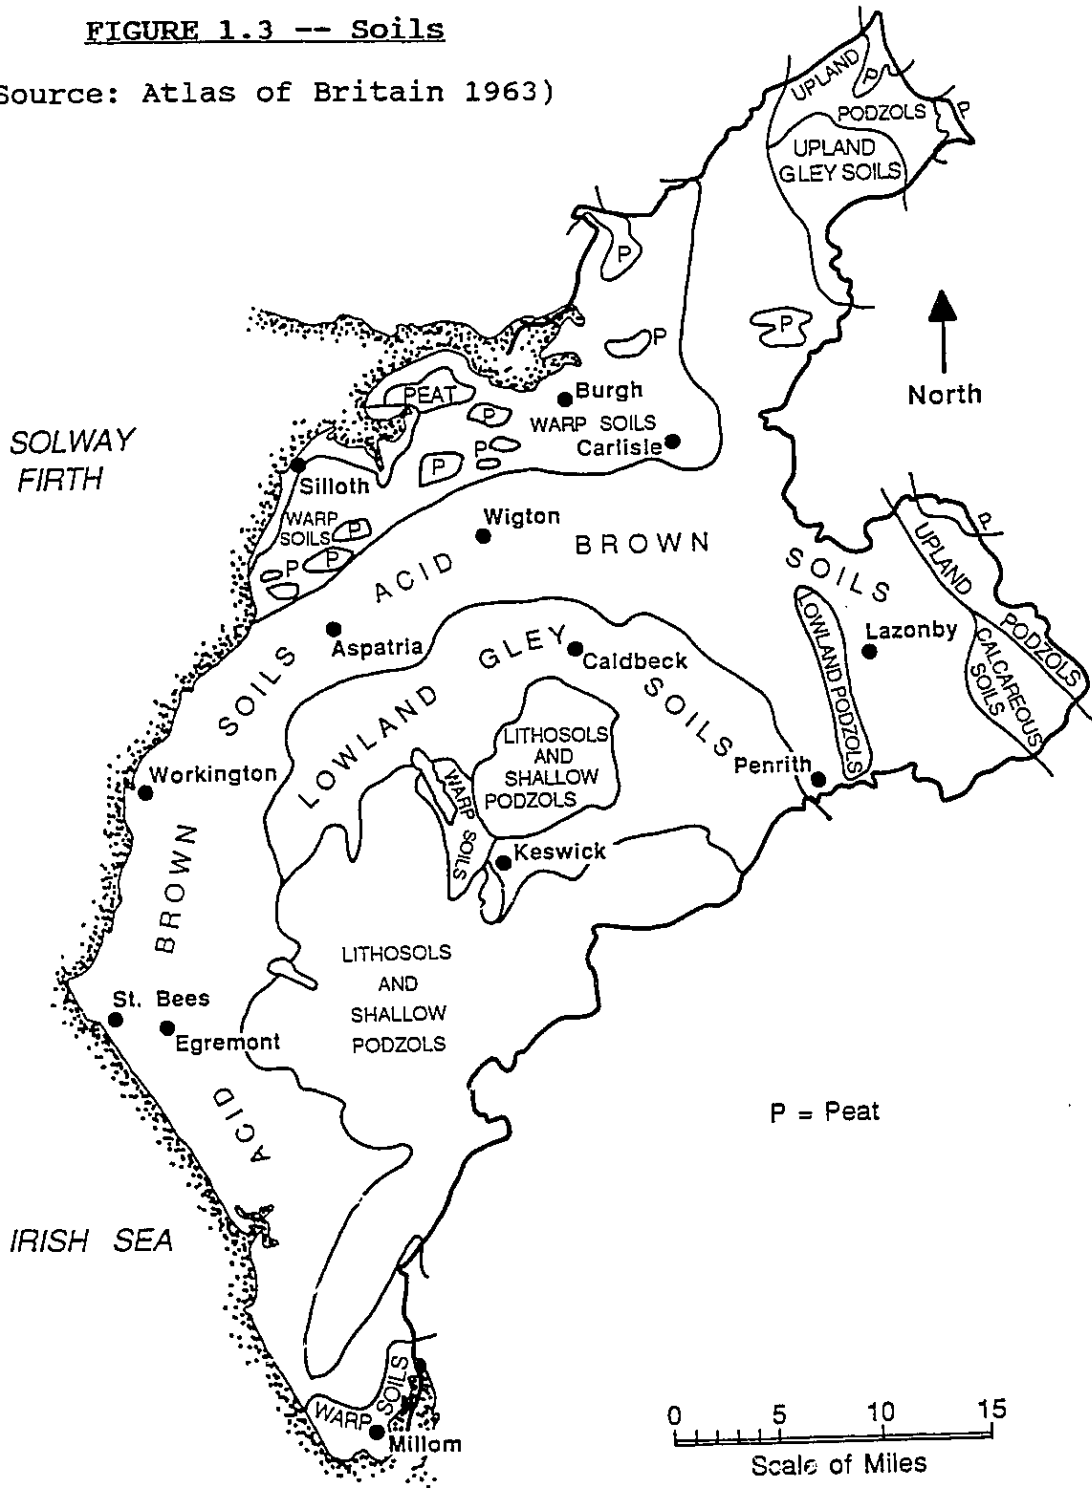 FIGURE 1.3 -- Soils
Source: Atlas of Britain 1963)
UPLAND
P
PODZOLS
P
UPLAND
GLEY SOILS
P
P
P
North
PEAT
P
Burgh
WARP SOILS
Carlisle
P
P
SOLWAY
FIRTH
Silloth
WARP
SOILS
P
P
P
Wigton
ACID BROWN SOILS
UPLAND
P
PODZOLS
CALCAREOUS
SOILS
Lazonby
LOWLAND PODZOLS
Aspatria
LOWLAND GLEY SOILS
Caldbeck
LITHOSOLS
AND
SHALLOW
PODZOLS
WARP SOILS
Penrith
Workington
Keswick
ACID BROWN SOILS
LITHOSOLS
AND
SHALLOW
PODZOLS
St. Bees
Egremont
P = Peat
IRISH SEA
WARP SOILS
Millom
0 5 10 15
Scale of Miles